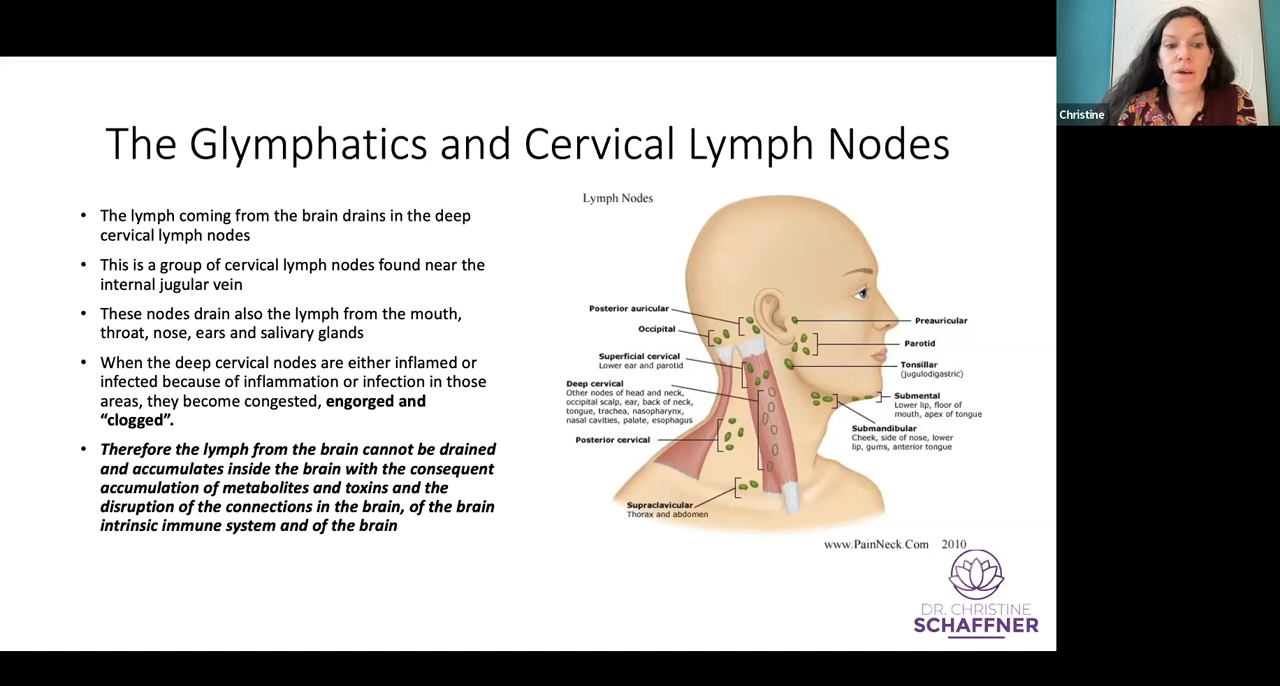 Christine
The Glymphatics and Cervical Lymph Nodes
• The lymph coming from the brain drains in the deep
cervical lymph nodes
• This is a group of cervical lymph nodes found near the
internal jugular vein
• These nodes drain also the lymph from the mouth,
throat, nose, ears and salivary glands
• When the deep cervical nodes are either inflamed or
infected because of inflammation or infection in those
areas, they become congested, engorged and
“clogged”.
• Therefore the lymph from the brain cannot be drained
and accumulates inside the brain with the consequent
accumulation of metabolites and toxins and the
disruption of the connections in the brain, of the brain
intrinsic immune system and of the brain
Lymph Nodes
Posterior auricular
Occipital
Superficial cervical
Lower ear and parotid
Deep cervical
Other nodes of head and neck,
occipital scalp, ear, back of neck,
tongue, trachea, nasopharynx,
nasal cavities, palate, esophagus
Posterior cervical
Supraclavicular
Thorax and abdomen
Preauricular
Parotid
Tonsillar
(jugulodigastric)
Submental
Lower lip, floor of
mouth, apex of tongue
Submandibular
Cheek, side of nose, lower
lip, gums, anterior tongue
www.PainNeck.Com 2010
DR. CHRISTINE
SCHAFFNER